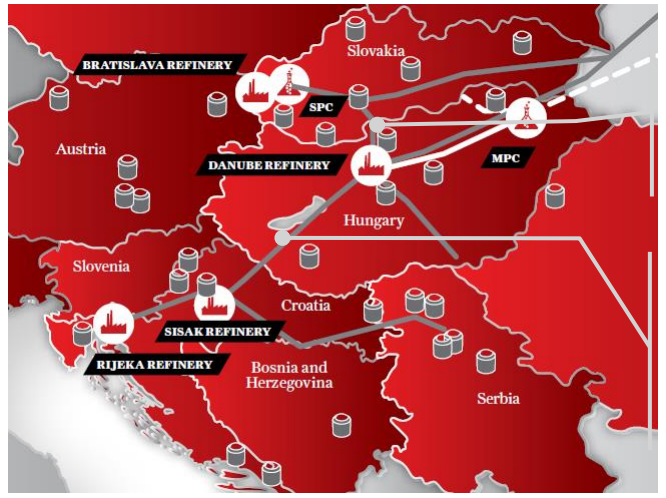 Slovakia
BRATISLAVA REFINERY
SPC
Austria
DANUBE REFINERY
MPC
Hungary
Slovenia
Croatia
SISAK REFINERY
RIJEKA REFINERY
Bosnia and
Herzegovina
Serbia